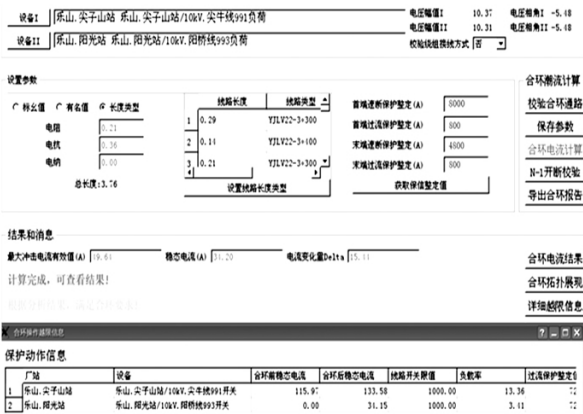 设备I 乐山.尖子山站 乐山.尖子山站/10kV.尖牛线991负荷 电压幅值I 10.37 电压相角I -5.48
设备II 乐山.阳光站 乐山.阳光站/10kV.阳桥线993负荷 电压幅值II 10.31 电压相角II -5.48
校验绕组接线方式 否
设置参数
标幺值 有名值 长度类型
电阻 0.21
电抗 0.36
电纳 0.00
总长度:3.76
线路长度 线路类型
1 0.29 YJLV22-3*300
2 0.14 YJLV22-3*400
3 0.21 YJLV22-3*300
设置线路长度类型
首端速断保护整定(A) 8000
首端过流保护整定(A) 800
末端速断保护整定(A) 4800
末端过流保护整定(A) 800
获取保信整定值
合环潮流计算
校验合环通路
保存参数
合环电流计算
N-1开断校验
导出合环报告
结果和消息
最大冲击电流有效值(A) 稳态电流(A) 34.20 电流变化量Delta
计算完成，可查看结果!
合环电流结果
合环拓扑展现
详细越限信息
合环操作越限信息
保护动作信息
厂站 设备 合环前稳态电流 合环后稳态电流 线路开关限值 负载率 过流保护整定
1 乐山.尖子山站 乐山.尖子山站/10kV.尖牛线991开关 115.97 133.58 1000.00 13.36
2 乐山.阳光站 乐山.阳光站/10kV.阳桥线993开关 0.00 34.15 1000.00 3.41